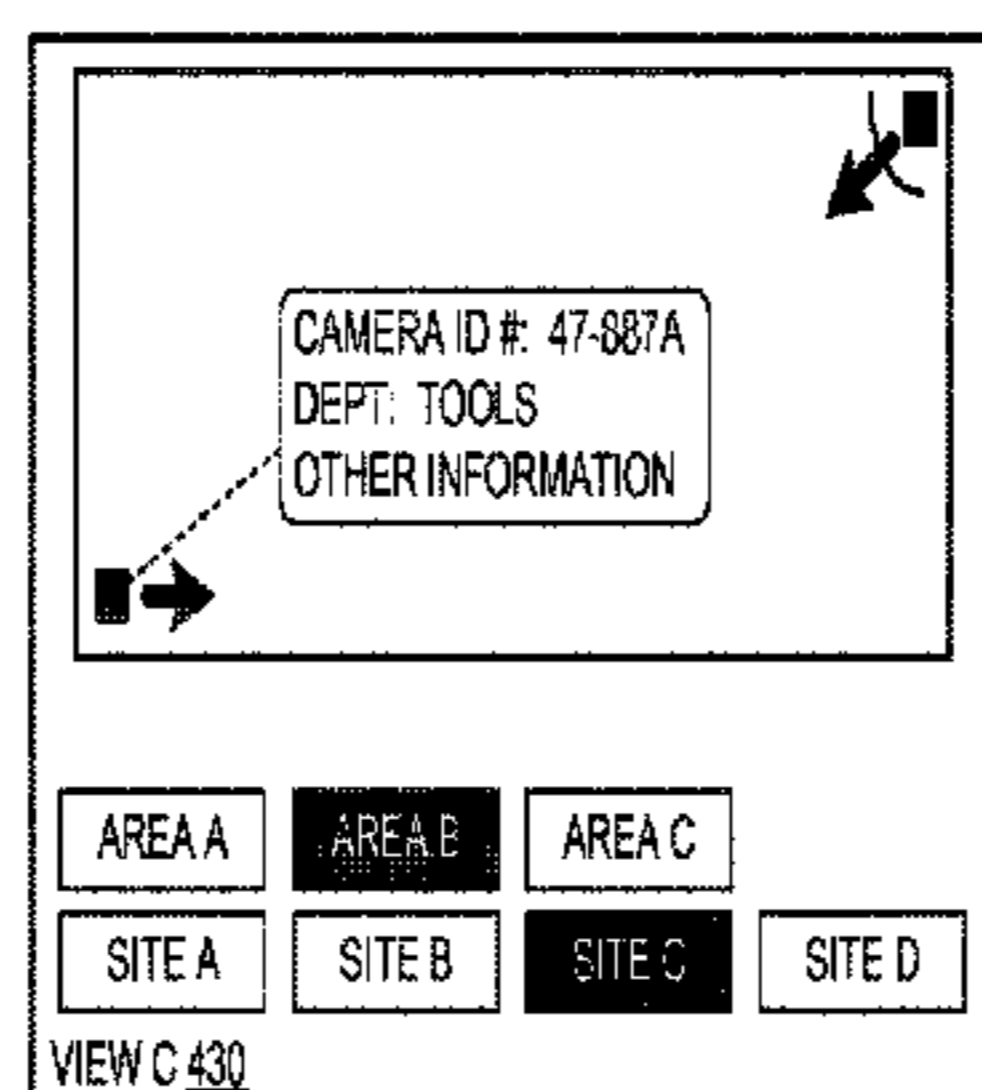 CAMERA ID #: 47-887A
DEPT: TOOLS
OTHER INFORMATION
AREA A AREA B AREA C
SITE A SITE B SITE C SITE D
VIEW C 430